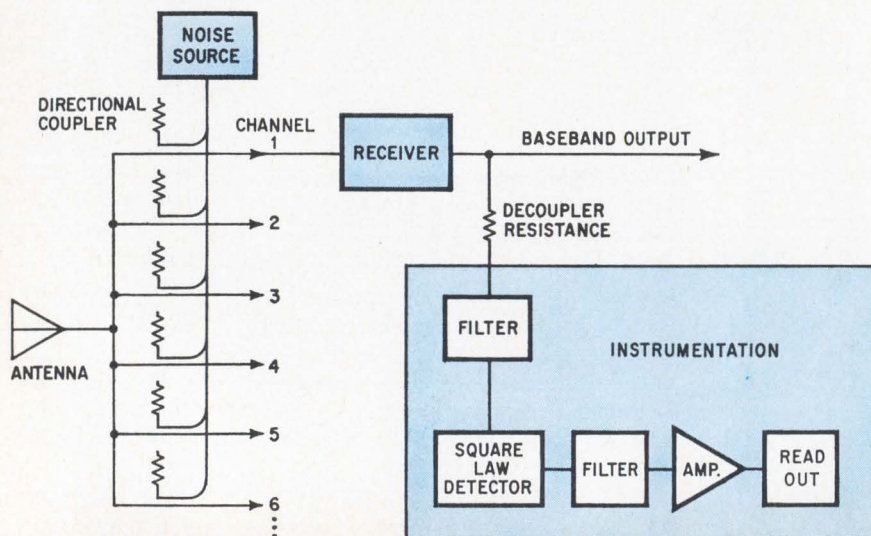 NOISE
SOURCE
DIRECTIONAL
COUPLER
CHANNEL
1
RECEIVER
BASEBAND OUTPUT
2
DECOUPLER
RESISTANCE
3
FILTER
INSTRUMENTATION
ANTENNA
4
5
SQUARE
LAW
DETECTOR
FILTER
AMP.
READ
OUT
6